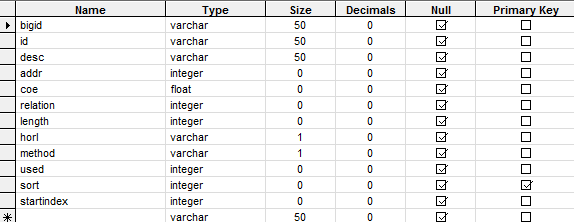 Name Type Size Decimals Null Primary Key
bigid varchar 50 0
id varchar 50 0
desc varchar 50 0
addr integer 0 0
coe float 0 0
relation integer 0 0
length integer 0 0
horl varchar 1 0
method varchar 1 0
used integer 0 0
sort integer 0 0
startindex integer 0 0
varchar 50 0